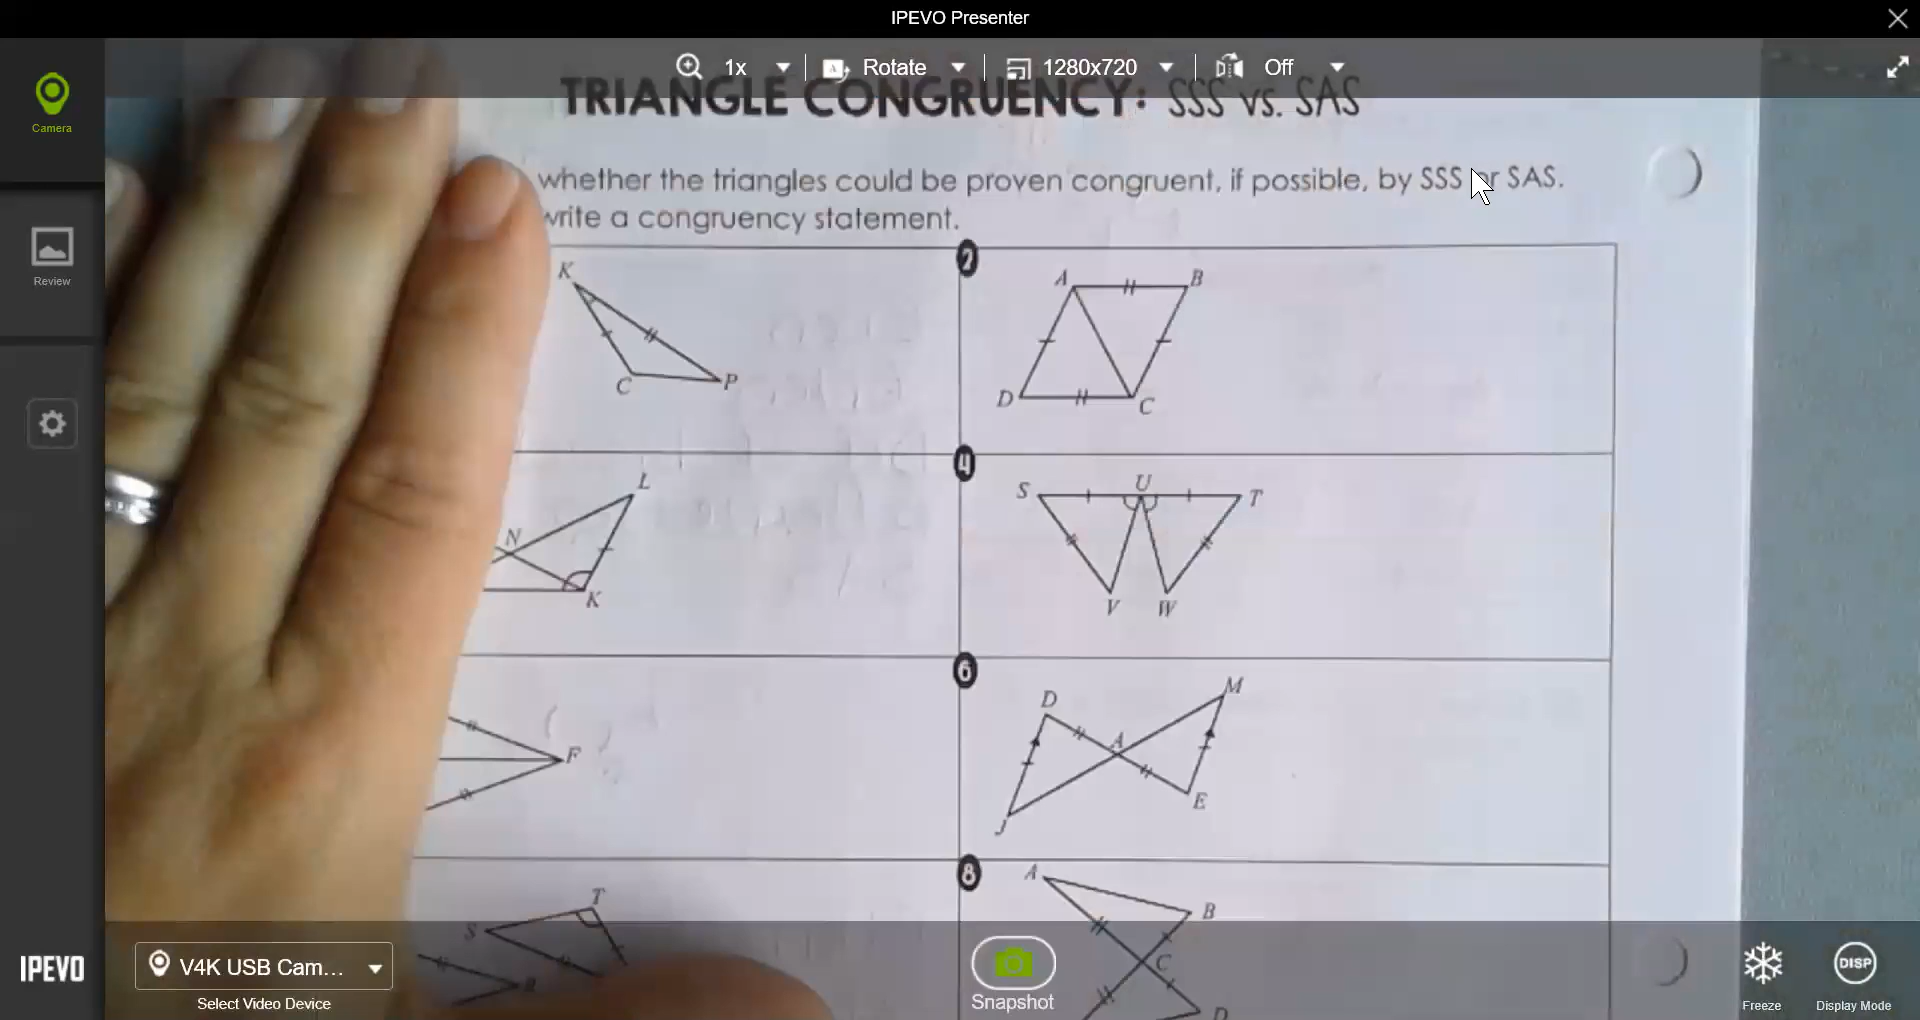 IPEVO Presenter
1x
Rotate
1280x720
Off
Camera
TRIANGLE CONGRUENCY: SSS vs. SAS
whether the triangles could be proven congruent, if possible, by SSS or SAS.
write a congruency statement.
Review
K
C
P
2
A
B
D
C
L
N
K
4
S
U
T
V
W
F
6
D
M
A
E
J
T
S
R
8
A
B
C
D
IPEVO
V4K USB Cam...
Select Video Device
Snapshot
Freeze
DISP
Display Mode